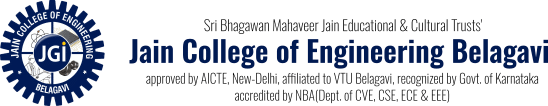 JAIN COLLEGE OF ENGINEERING
JGi
BELAGAVI
Sri Bhagawan Mahaveer Jain Educational & Cultural Trusts'
Jain College of Engineering Belagavi
approved by AICTE, New-Delhi, affiliated to VTU Belagavi, recognized by Govt. of Karnataka
accredited by NBA(Dept. of CVE, CSE, ECE & EEE)